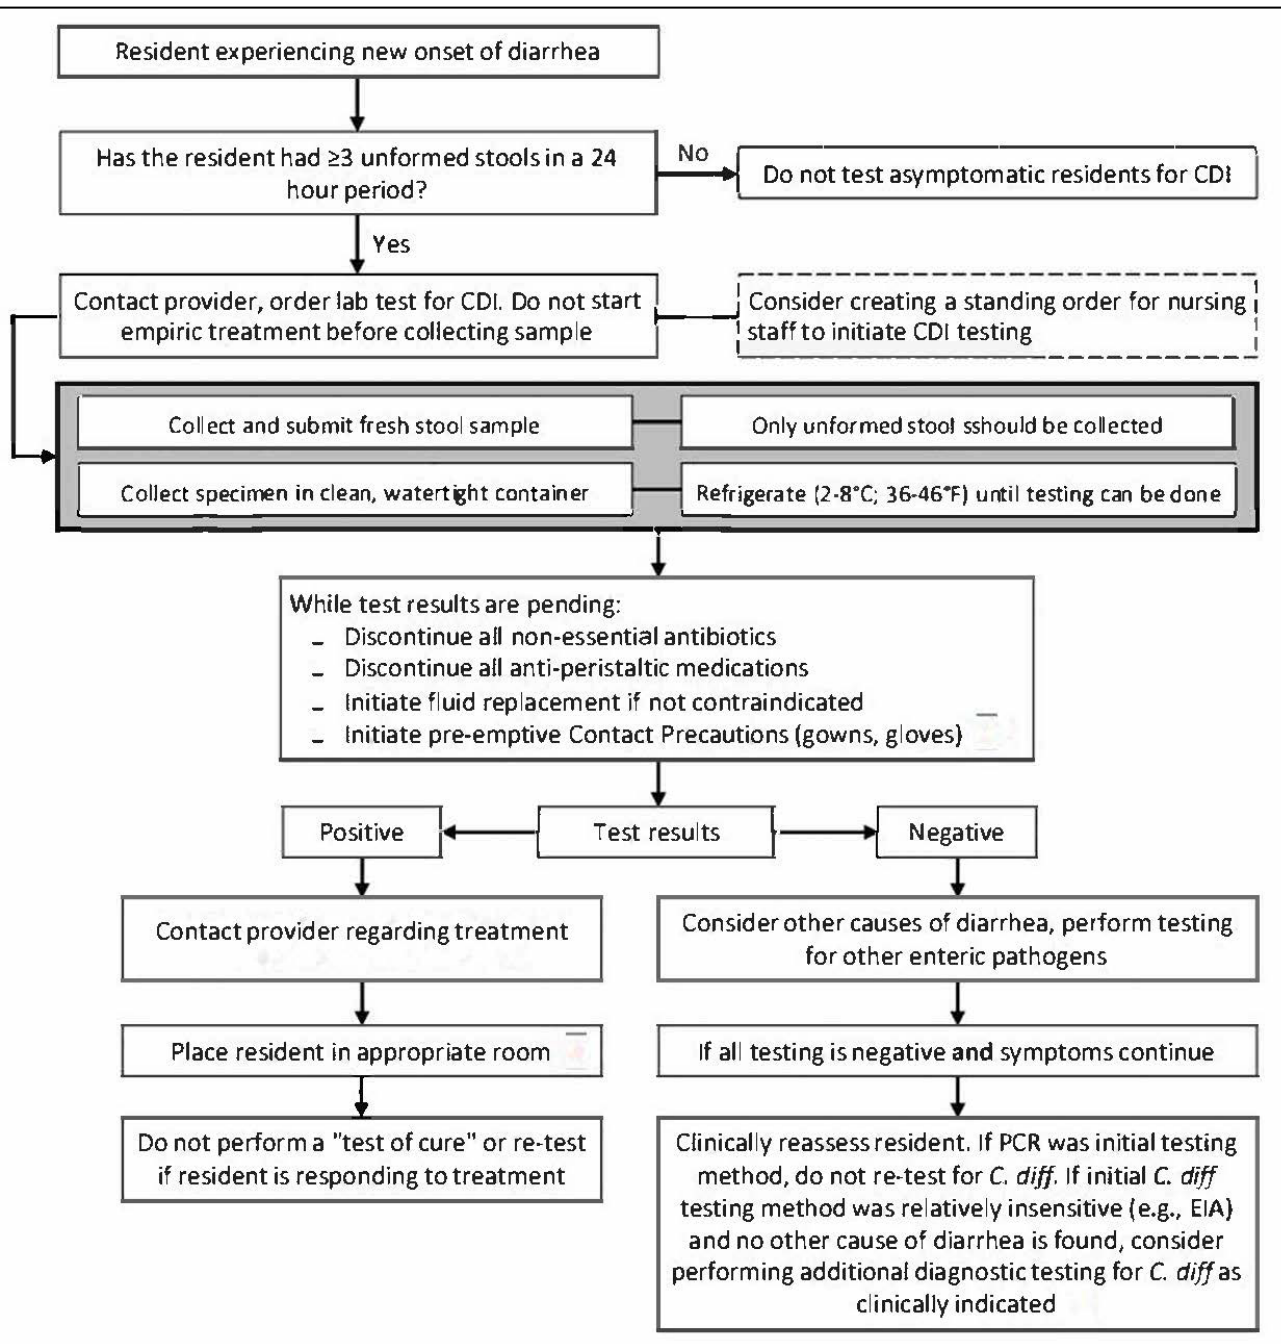 Resident experiencing new onset of diarrhea
Has the resident had ≥3 unformed stools in a 24
hour period?
No
Do not test asymptomatic residents for CDI
Yes
Contact provider, order lab test for CDI. Do not start
empiric treatment before collecting sample
Consider creating a standing order for nursing
staff to initiate CDI testing
Collect and submit fresh stool sample
Only unformed stool sshould be collected
Collect specimen in clean, watertight container
Refrigerate (2-8°C; 36-46°F) until testing can be done
While test results are pending:
– Discontinue all non-essential antibiotics
– Discontinue all anti-peristaltic medications
– Initiate fluid replacement if not contraindicated
– Initiate pre-emptive Contact Precautions (gowns, gloves)
Positive
Test results
Negative
Contact provider regarding treatment
Consider other causes of diarrhea, perform testing
for other enteric pathogens
Place resident in appropriate room
If all testing is negative and symptoms continue
Do not perform a "test of cure" or re-test
if resident is responding to treatment
Clinically reassess resident. If PCR was initial testing
method, do not re-test for C. diff. If initial C. diff
testing method was relatively insensitive (e.g., EIA)
and no other cause of diarrhea is found, consider
performing additional diagnostic testing for C. diff as
clinically indicated